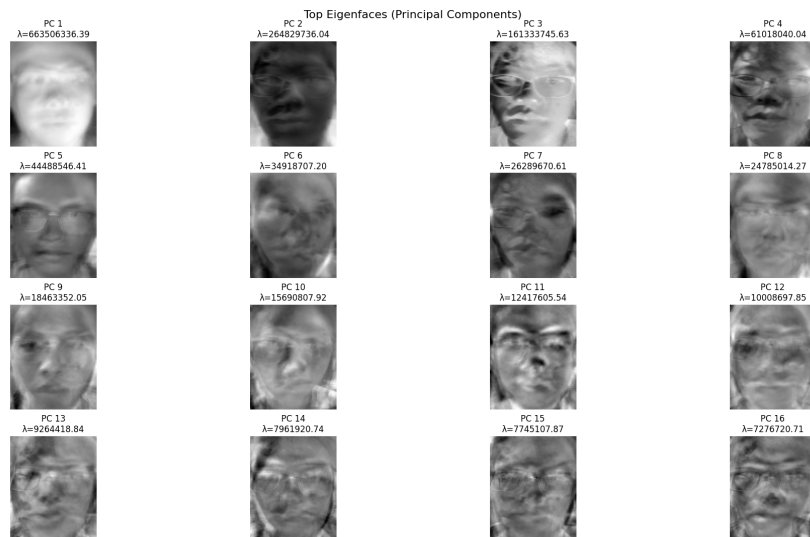 Top Eigenfaces (Principal Components)
PC 1 PC 2 PC 3 PC 4
λ=663506336.39 λ=264829736.04 λ=161333745.63 λ=61018040.04
PC 5 PC 6 PC 7 PC 8
λ=44488546.41 λ=34918707.20 λ=26289670.61 λ=24785014.27
PC 9 PC 10 PC 11 PC 12
λ=18463352.05 λ=15690807.92 λ=12417605.54 λ=10008697.85
PC 13 PC 14 PC 15 PC 16
λ=9264418.84 λ=7961920.74 λ=7745107.87 λ=7276720.71